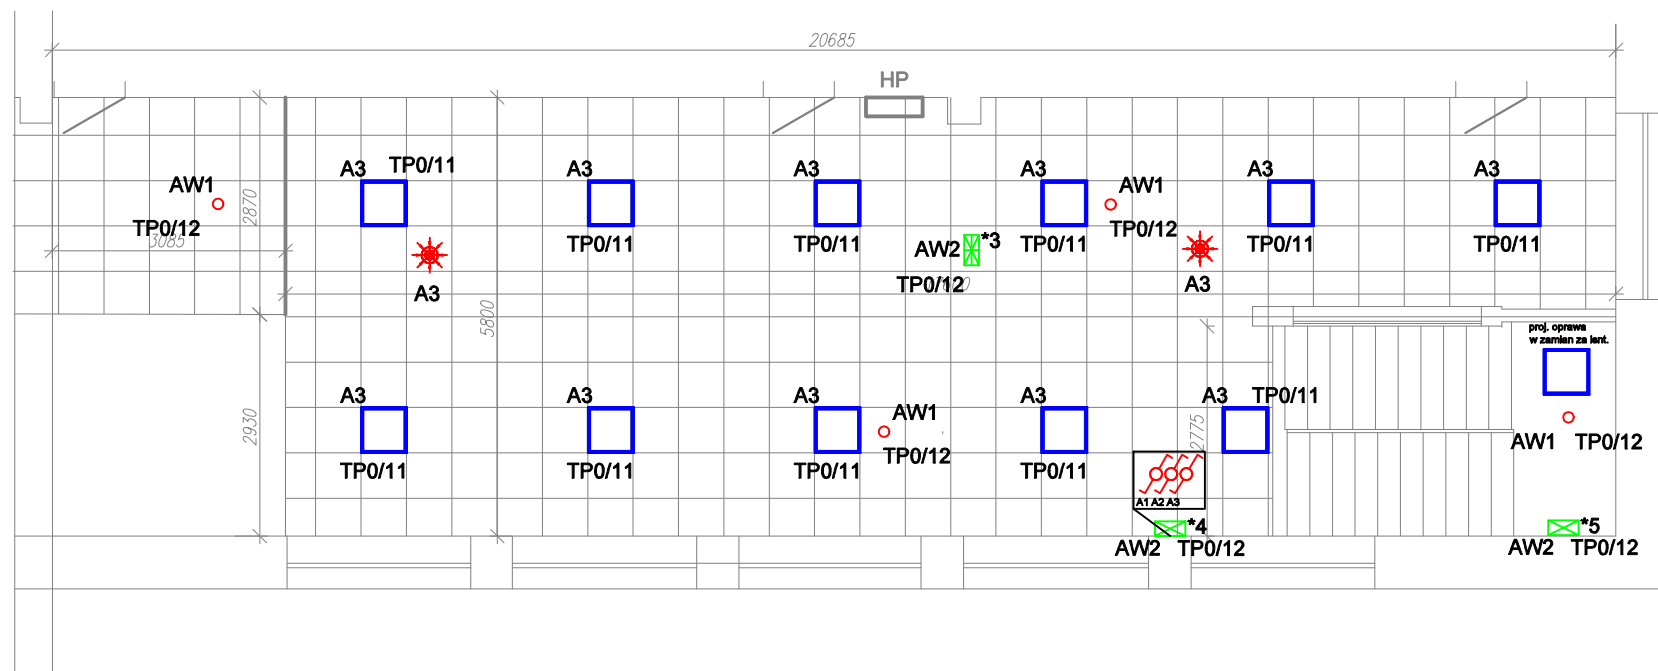 20685
HP
A3 TP0/11
A3
A3
A3
A3
A3
AW1
AW1
TP0/12
TP0/12
2870
3085
TP0/11
TP0/11
TP0/11
TP0/11
TP0/11
AW2 *3
TP0/12
A3
A3
5800
proj. oprawa
w zamian za isnt.
A3
A3
A3
A3
A3 TP0/11
AW1
TP0/12
2930
2775
AW1 TP0/12
TP0/11
TP0/11
TP0/11
TP0/11
A1 A2 A3
*4
AW2 TP0/12
*5
AW2 TP0/12